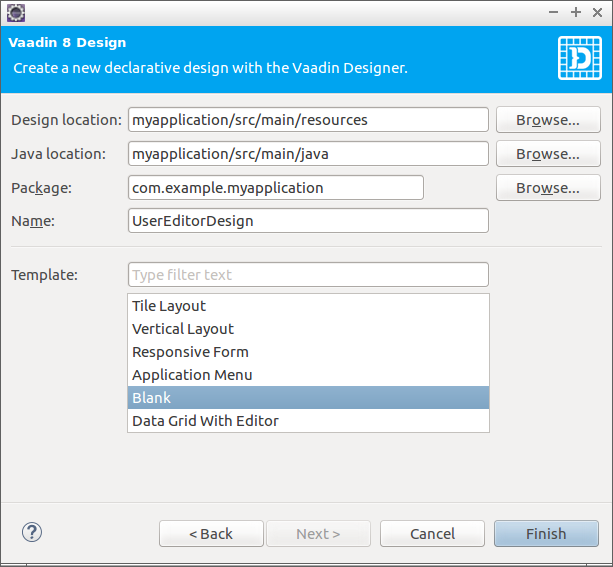 Vaadin 8 Design
Create a new declarative design with the Vaadin Designer.
Design location: myapplication/src/main/resources Browse...
Java location: myapplication/src/main/java Browse...
Package: com.example.myapplication Browse...
Name: UserEditorDesign
Template: Type filter text
Tile Layout
Vertical Layout
Responsive Form
Application Menu
Blank
Data Grid With Editor
? < Back Next > Cancel Finish